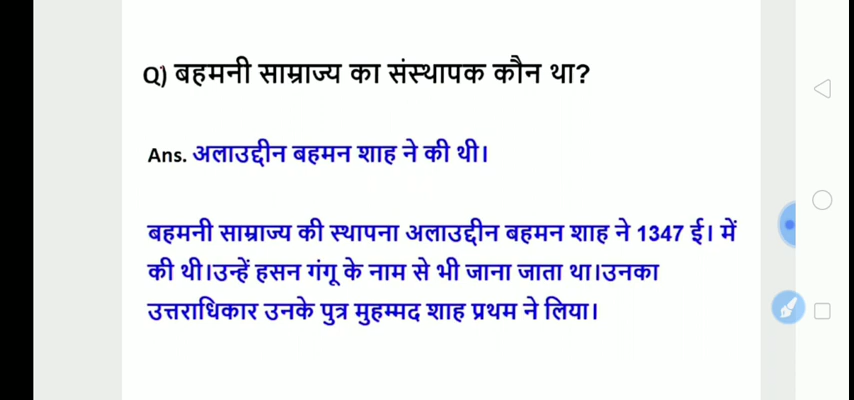 Q) बहमनी साम्राज्य का संस्थापक कौन था?
Ans. अलाउद्दीन बहमन शाह ने की थी।
बहमनी साम्राज्य की स्थापना अलाउद्दीन बहमन शाह ने 1347 ई। में
की थी।उन्हें हसन गंगू के नाम से भी जाना जाता था।उनका
उत्तराधिकार उनके पुत्र मुहम्मद शाह प्रथम ने लिया।